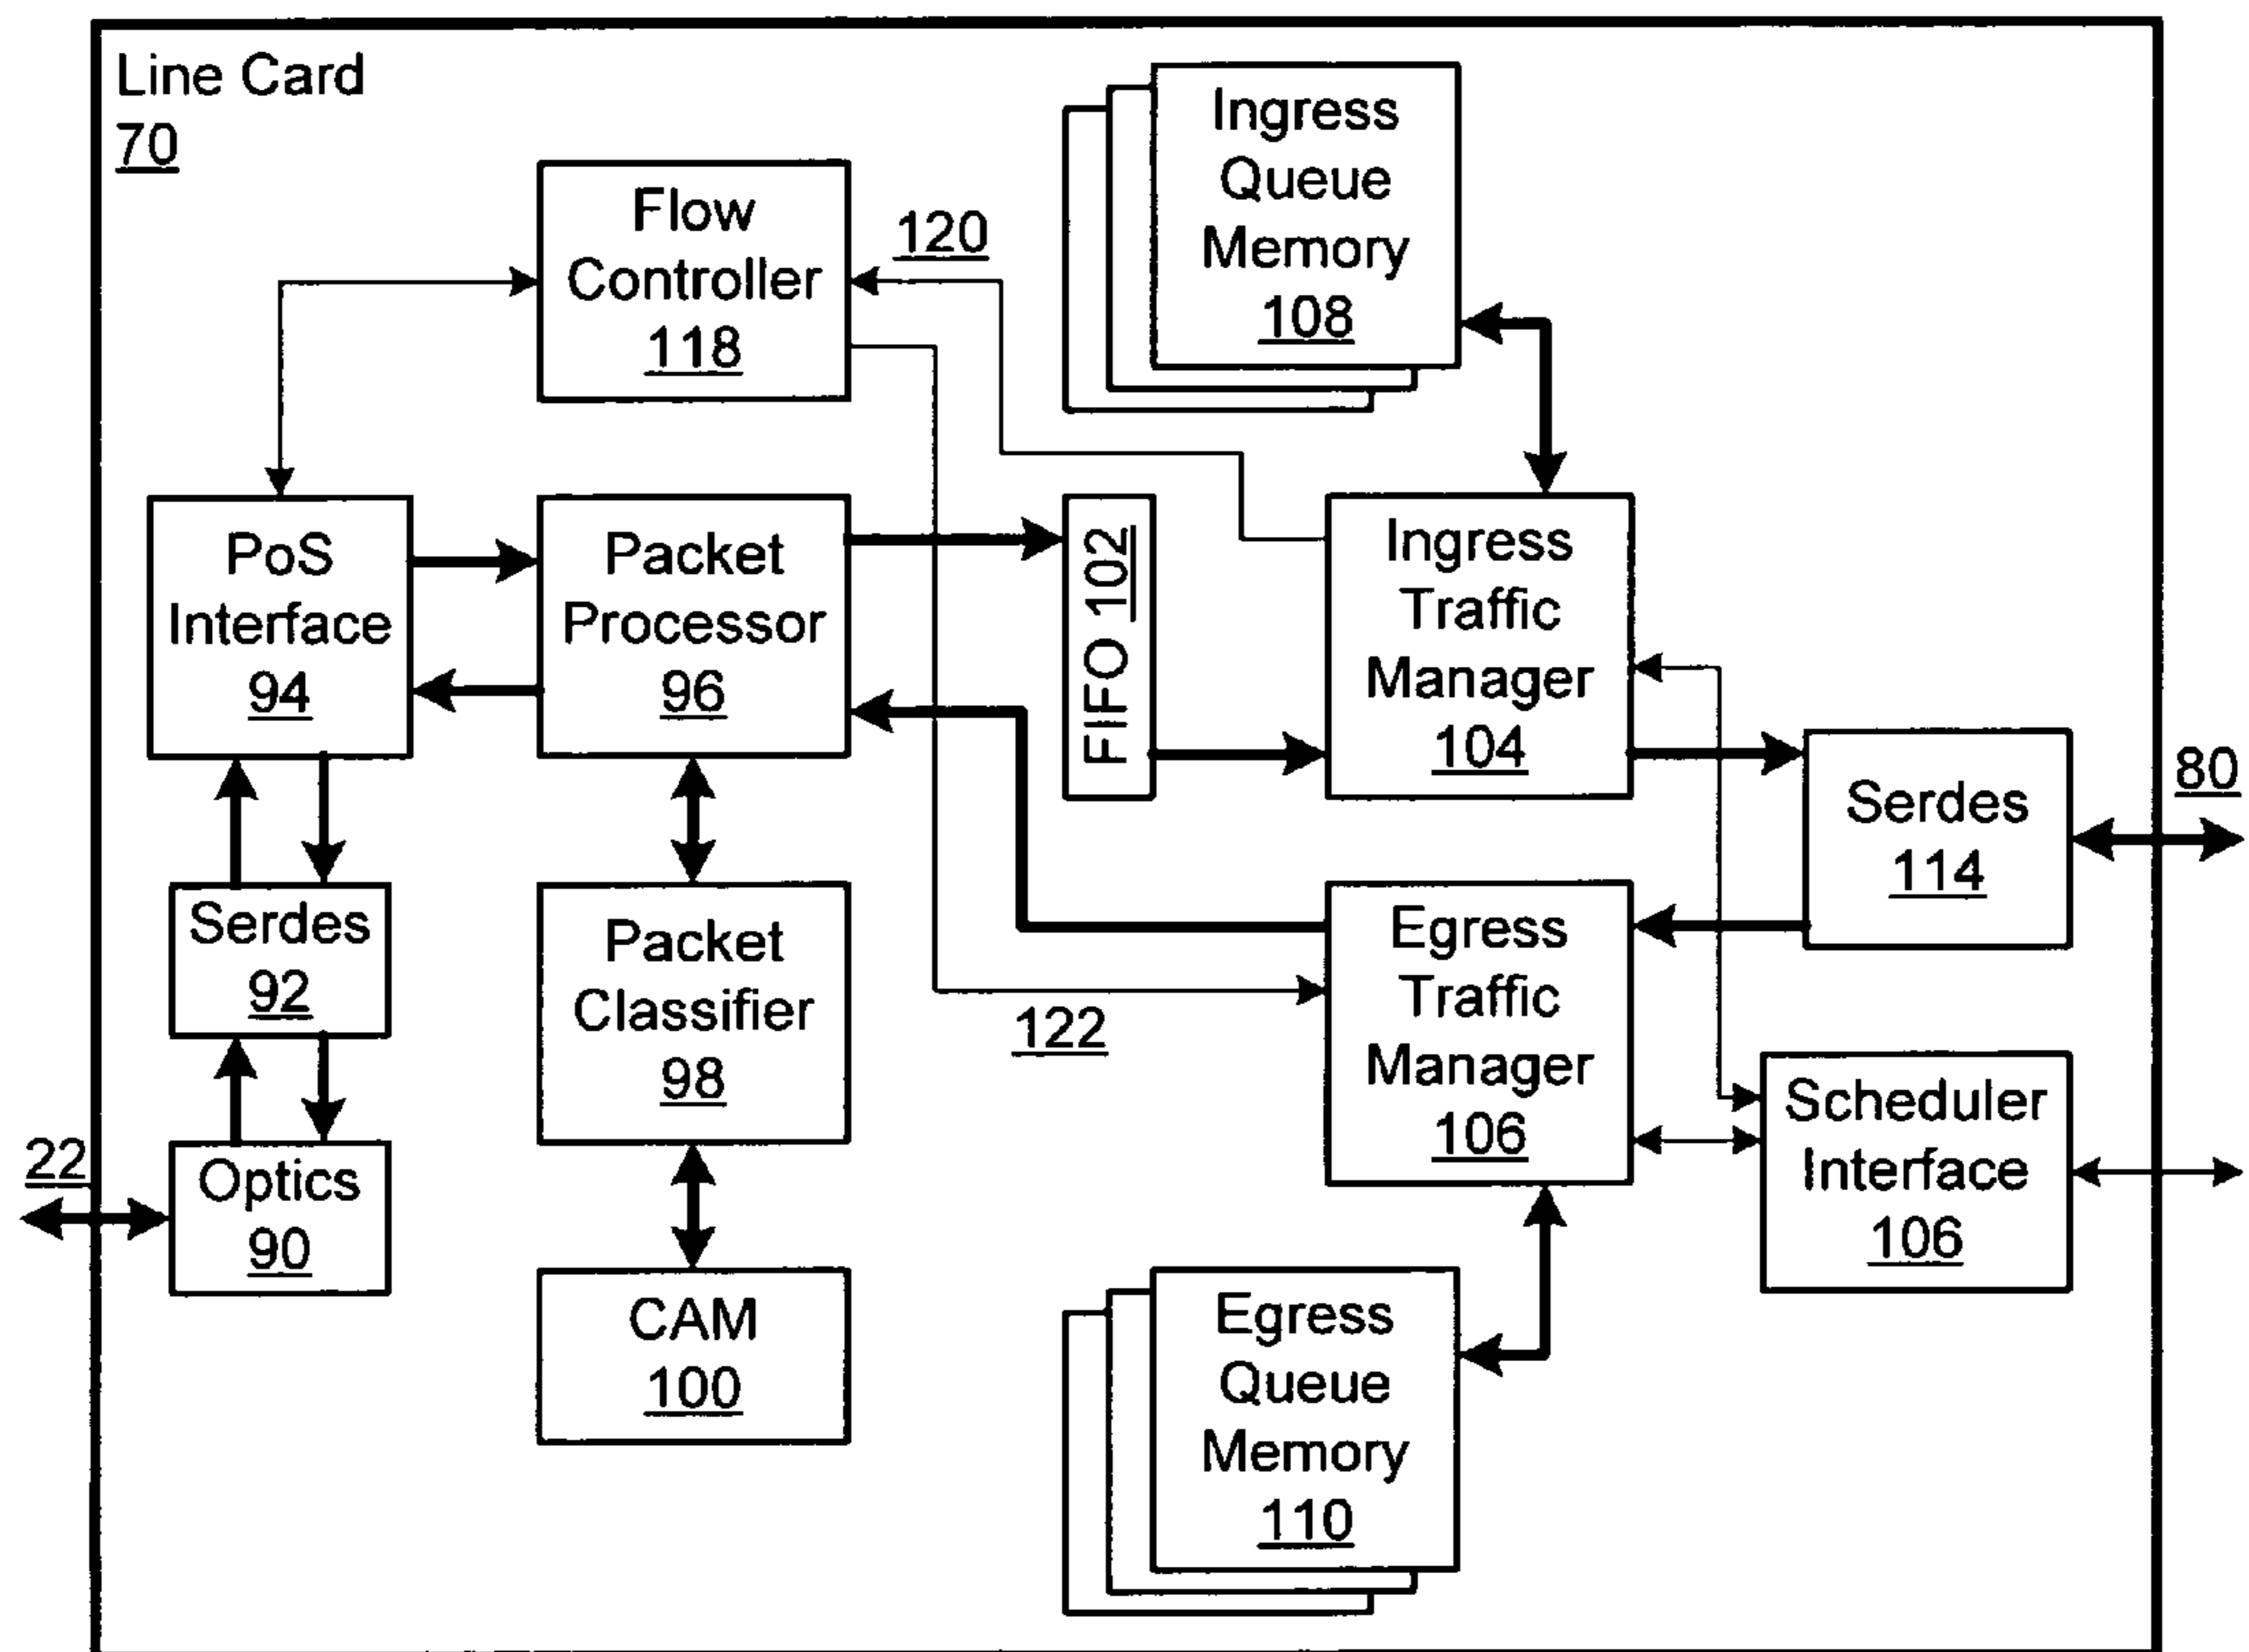 Line Card
70
Flow
Controller
118
120
Ingress
Queue
Memory
108
PoS
Interface
94
Packet
Processor
96
FIFO 102
Ingress
Traffic
Manager
104
Serdes
114
80
Serdes
92
Packet
Classifier
98
122
Egress
Traffic
Manager
106
Scheduler
Interface
106
22
Optics
90
CAM
100
Egress
Queue
Memory
110